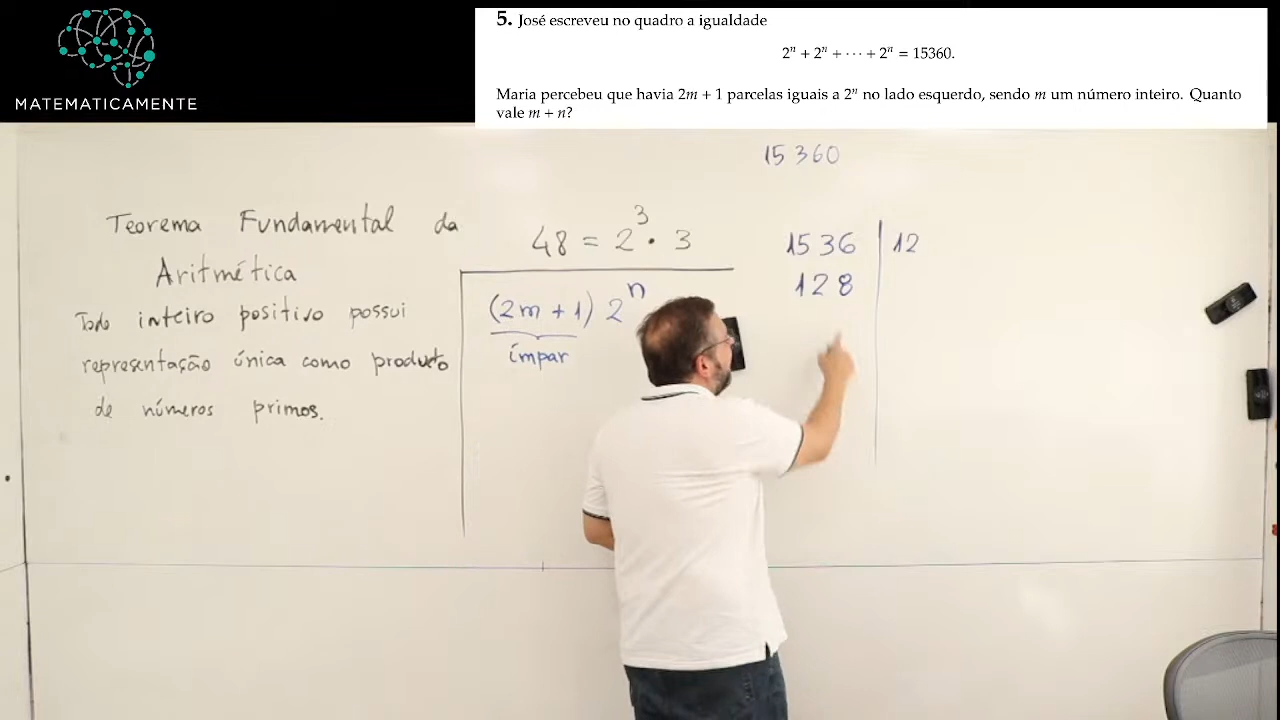 MATEMATICAMENTE
5. José escreveu no quadro a igualdade
2ⁿ + 2ⁿ + ··· + 2ⁿ = 15360.
Maria percebeu que havia 2m + 1 parcelas iguais a 2ⁿ no lado esquerdo, sendo m um número inteiro. Quanto
vale m + n?
Teorema Fundamental da
Aritmética
Todo inteiro positivo possui
representação única como produto
de números primos.
48 = 2³ · 3
(2m + 1) 2ⁿ
ímpar
15 360
1536 | 12
128